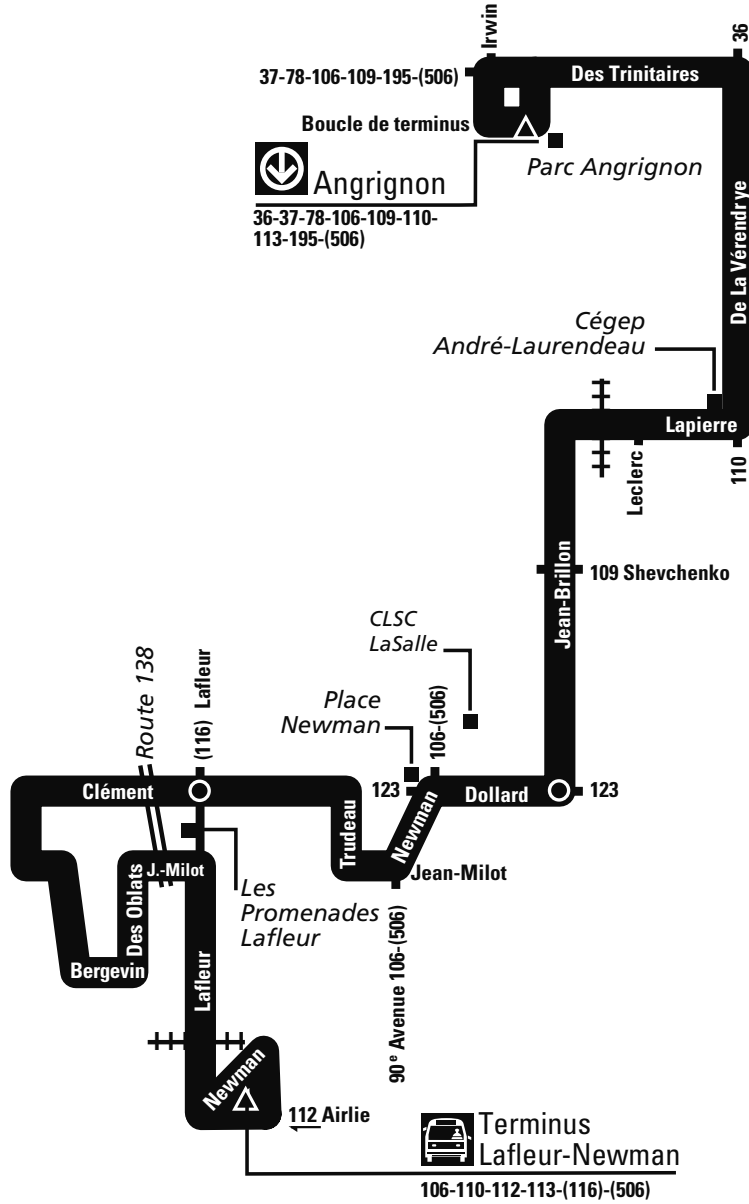 Irwin
36
37-78-106-109-195-(506)
Des Trinitaires
Boucle de terminus
Parc Angrignon
Angrignon
36-37-78-106-109-110-
113-195-(506)
De La Vérendrye
Cégep
André-Laurendeau
Lapierre
Leclerc
110
Jean-Brillon
109 Shevchenko
CLSC
LaSalle
Route 138
(116) Lafleur
Place
Newman
106-(506)
Clément
123
Dollard
123
Trudeau
Newman
Jean-Milot
Des Oblats
J.-Milot
Les
Promenades
Lafleur
Bergevin
Lafleur
90 e Avenue 106-(506)
Newman
112 Airlie
Terminus
Lafleur-Newman
106-110-112-113-(116)-(506)